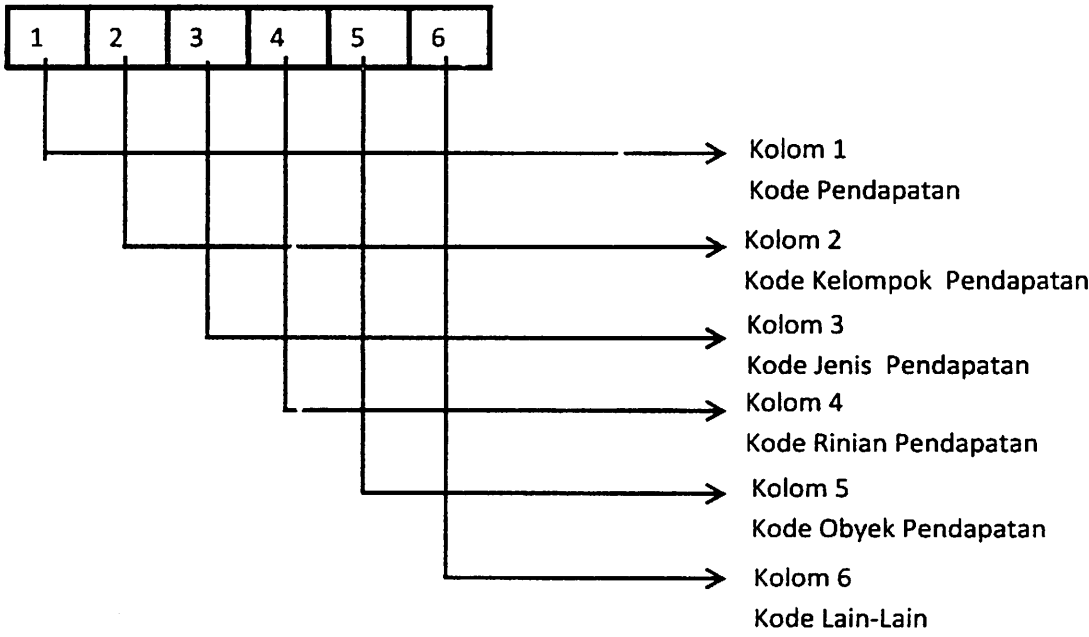 1 2 3 4 5 6
Kolom 1
Kode Pendapatan
Kolom 2
Kode Kelompok Pendapatan
Kolom 3
Kode Jenis Pendapatan
Kolom 4
Kode Rinian Pendapatan
Kolom 5
Kode Obyek Pendapatan
Kolom 6
Kode Lain-Lain